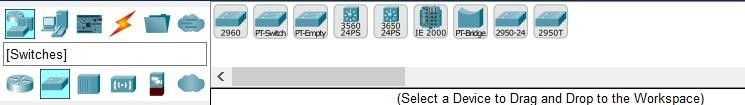 [Switches]
2960 PT-Switch PT-Empty 3560 24PS 3650 24PS IE 2000 PT-Bridge 2950-24 2950T
(Select a Device to Drag and Drop to the Workspace)